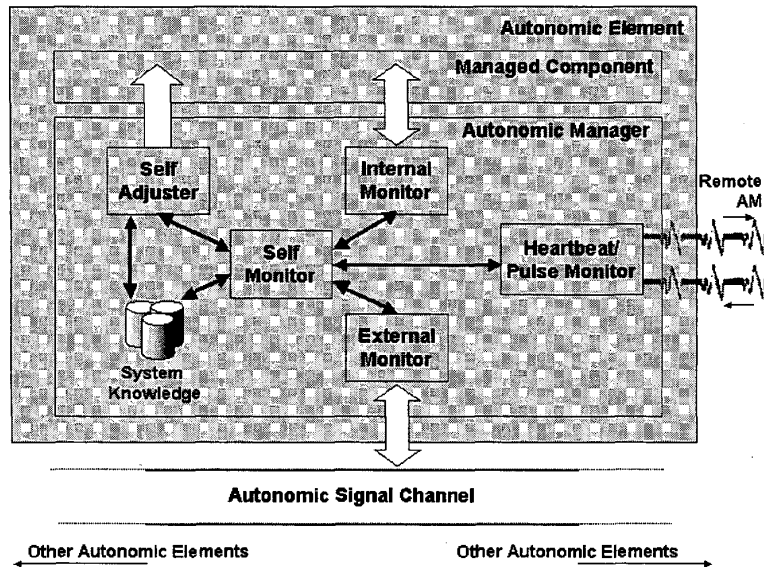 Autonomic Element
Managed Component
Autonomic Manager
Self
Adjuster
Internal
Monitor
Remote
AM
Self
Monitor
Heartbeat/
Pulse Monitor
External
Monitor
System
Knowledge
Autonomic Signal Channel
Other Autonomic Elements
Other Autonomic Elements